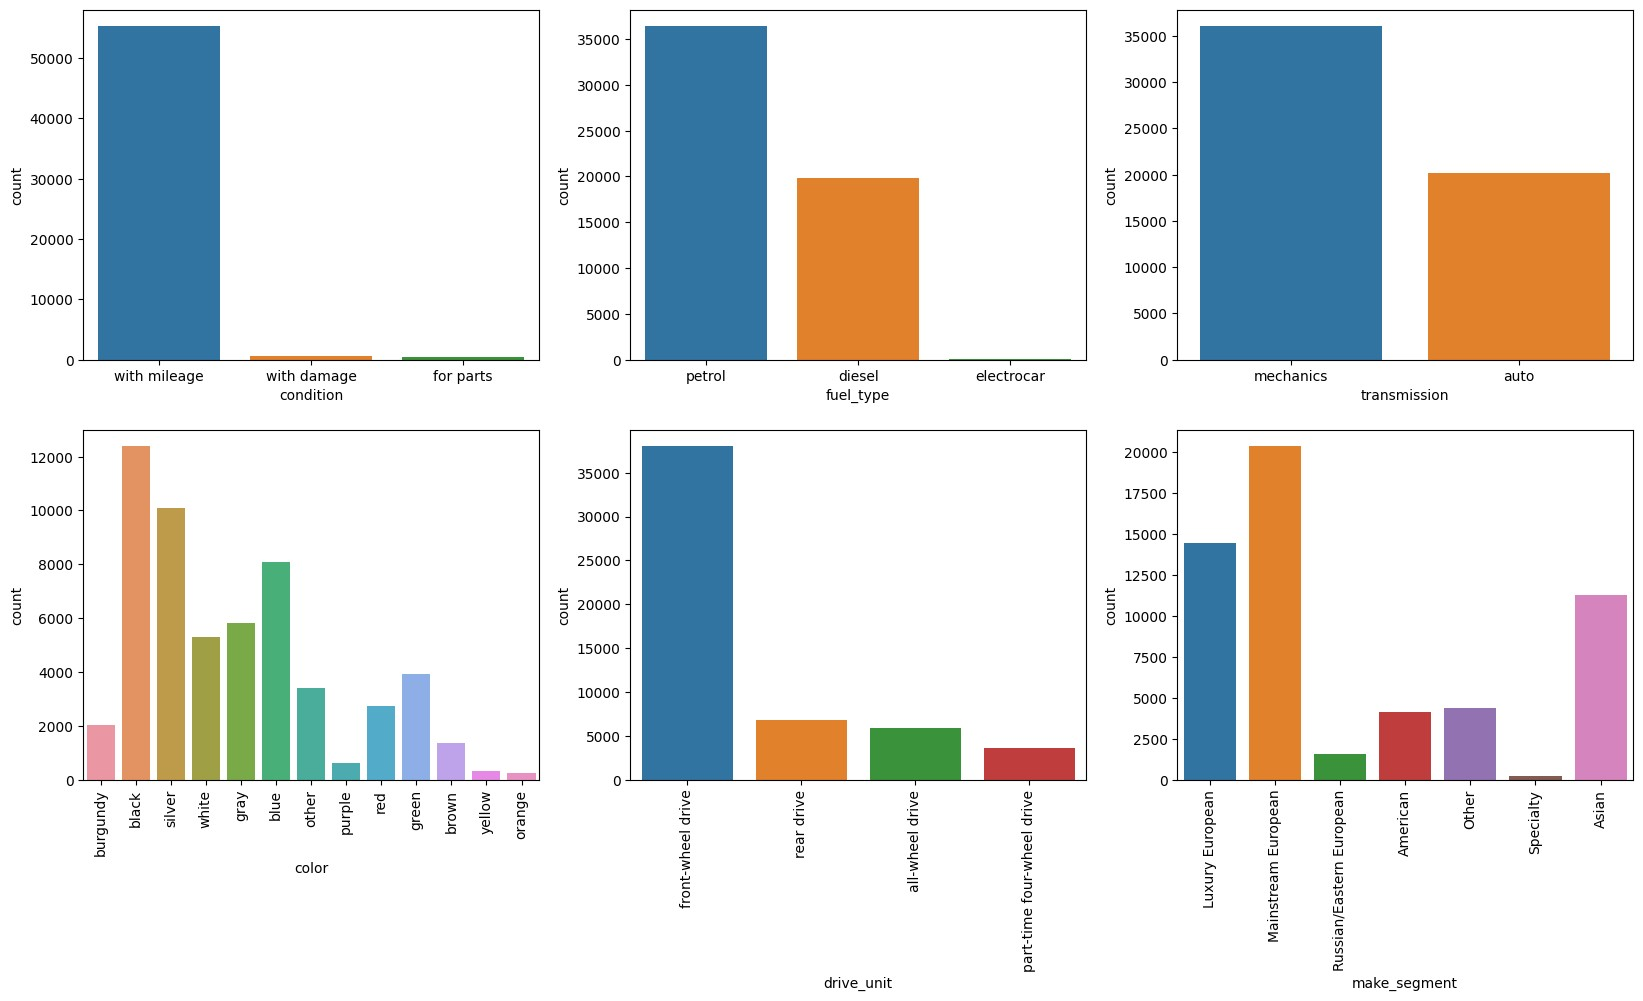 50000
40000
30000
20000
10000
0
count
with mileage
with damage
for parts
condition
35000
30000
25000
20000
15000
10000
5000
0
count
petrol
diesel
electrocar
fuel_type
35000
30000
25000
20000
15000
10000
5000
0
count
mechanics
auto
transmission
12000
10000
8000
6000
4000
2000
0
count
burgundy
black
silver
white
gray
blue
other
purple
red
green
brown
yellow
orange
color
35000
30000
25000
20000
15000
10000
5000
0
count
front-wheel drive
rear drive
all-wheel drive
part-time four-wheel drive
drive_unit
20000
17500
15000
12500
10000
7500
5000
2500
0
count
Luxury European
Mainstream European
Russian/Eastern European
American
Other
Specialty
Asian
make_segment